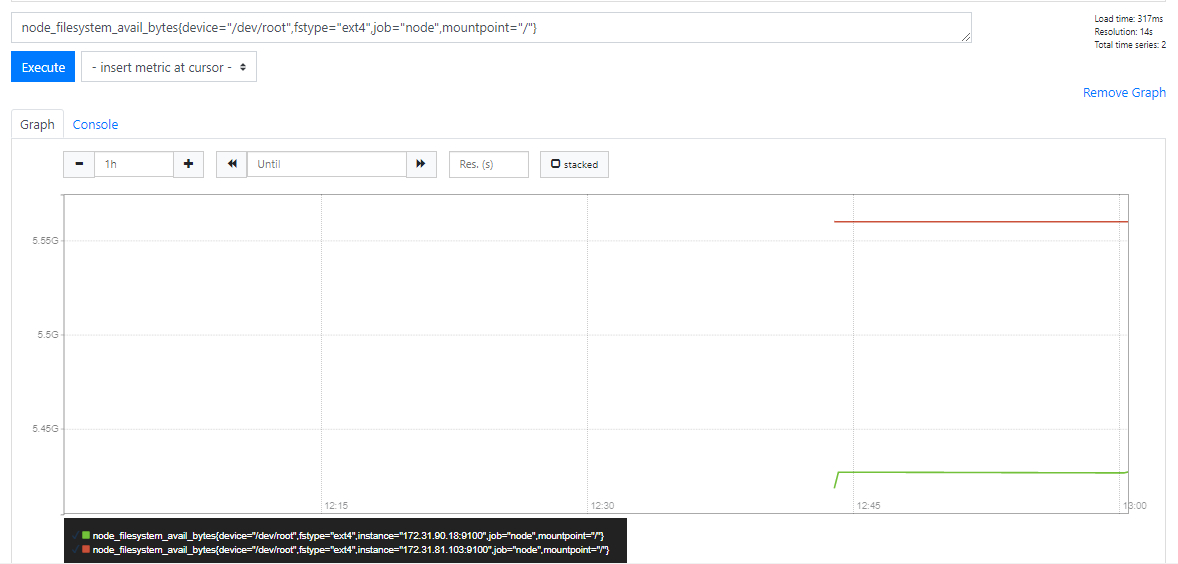 node_filesystem_avail_bytes{device="/dev/root",fstype="ext4",job="node",mountpoint="/"}
Load time: 317ms
Resolution: 14s
Total time series: 2
Execute
- insert metric at cursor -
Remove Graph
Graph
Console
1h
Until
Res. (s)
stacked
5.55G
5.5G
5.45G
12:15
12:30
12:45
13:00
node_filesystem_avail_bytes{device="/dev/root",fstype="ext4",instance="172.31.90.18:9100",job="node",mountpoint="/"}
node_filesystem_avail_bytes{device="/dev/root",fstype="ext4",instance="172.31.81.103:9100",job="node",mountpoint="/"}